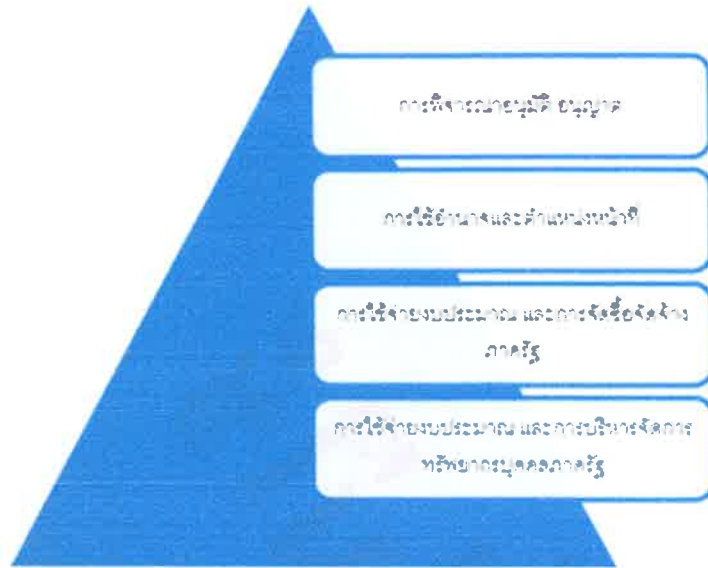 การพิจารณาอนุมัติ อนุญาต
การใช้อำนาจและตำแหน่งหน้าที่
การใช้จ่ายงบประมาณ และการจัดซื้อจัดจ้าง
ภาครัฐ
การใช้จ่ายงบประมาณ และการบริหารจัดการ
ทรัพยากรบุคคลภาครัฐ